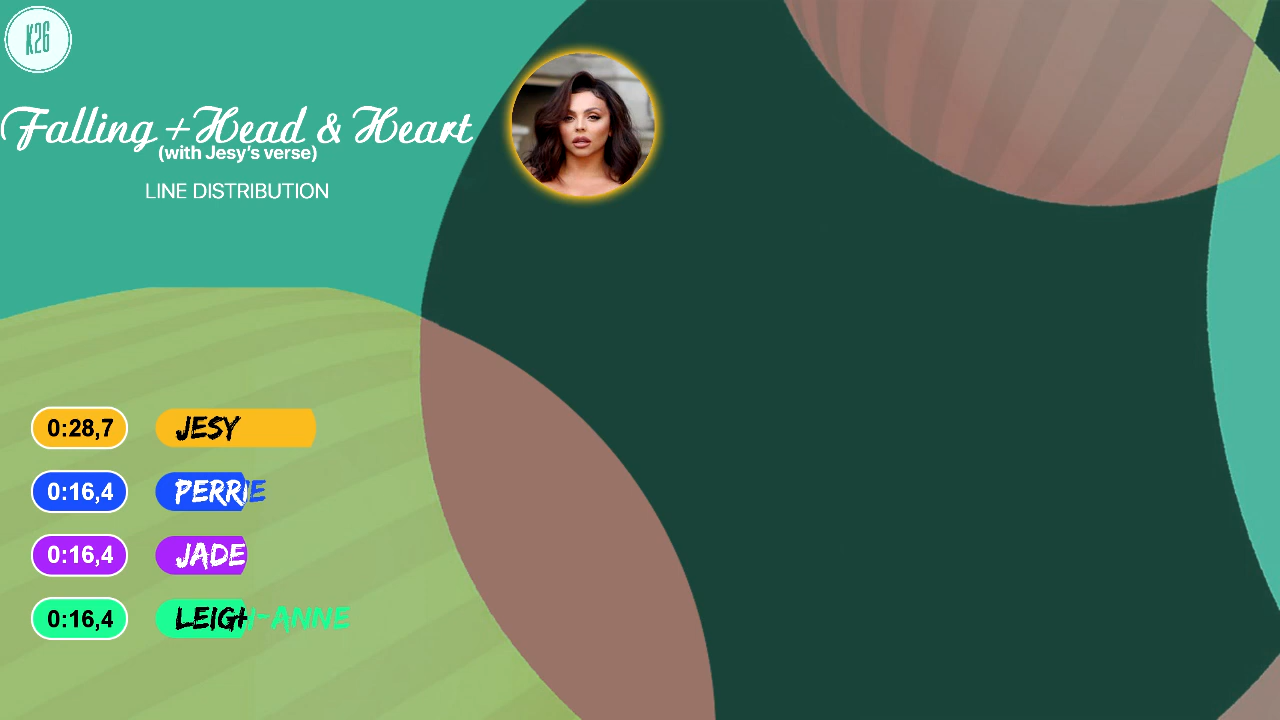 K26
Falling + Head & Heart
(with Jesy's verse)
LINE DISTRIBUTION
0:28,7 JESY
0:16,4 PERRIE
0:16,4 JADE
0:16,4 LEIGH-ANNE